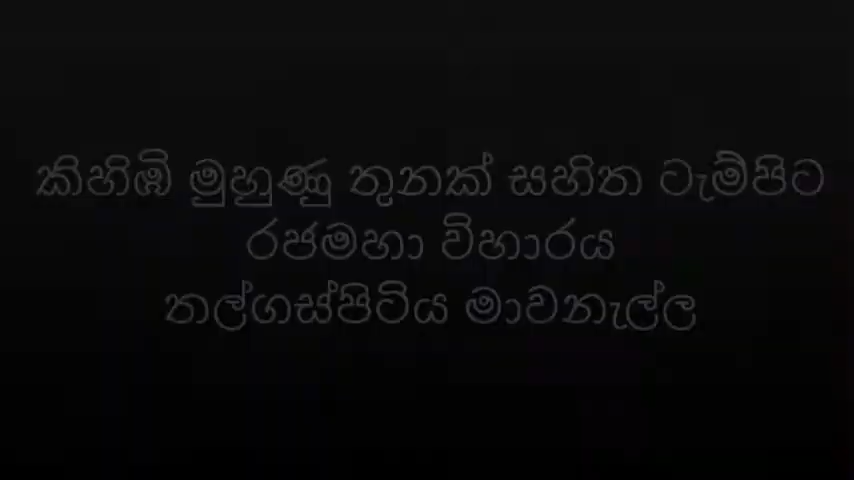 කිහිඹි මුහුණු තුනක් සහිත ටැම්පිට
රජමහා විහාරය
නල්ගස්පිටිය මාවනැල්ල